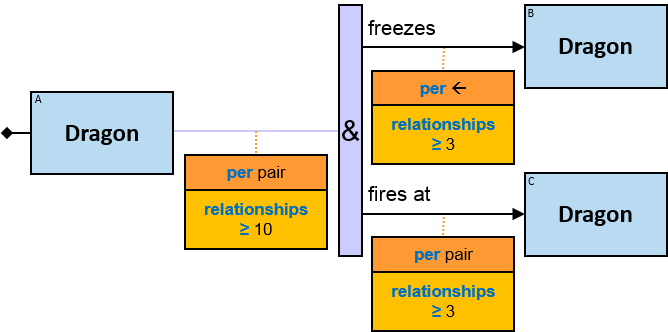 A
Dragon
per pair
relationships
≥ 10
&
freezes
per ←
relationships
≥ 3
B
Dragon
fires at
per pair
relationships
≥ 3
C
Dragon